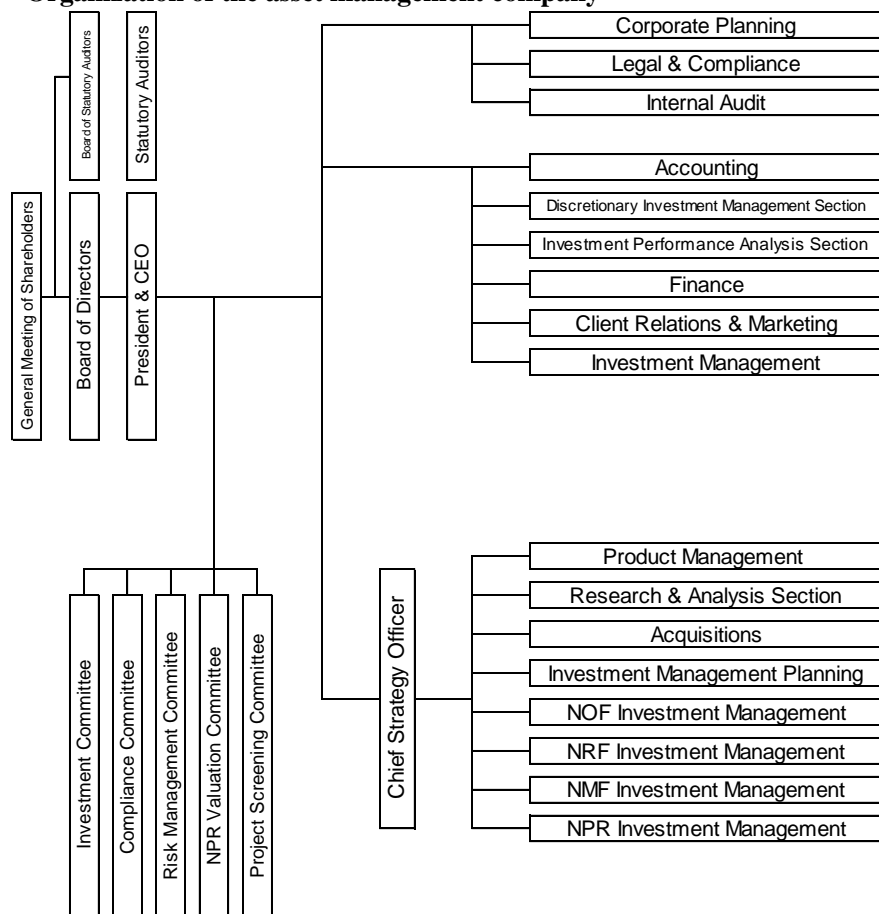 Organization of the asset management company
General Meeting of Shareholders
Board of Statutory Auditors
Statutory Auditors
Board of Directors
President & CEO
Corporate Planning
Legal & Compliance
Internal Audit
Accounting
Discretionary Investment Management Section
Investment Performance Analysis Section
Finance
Client Relations & Marketing
Investment Management
Chief Strategy Officer
Product Management
Research & Analysis Section
Acquisitions
Investment Management Planning
NOF Investment Management
NRF Investment Management
NMF Investment Management
NPR Investment Management
Investment Committee
Compliance Committee
Risk Management Committee
NPR Valuation Committee
Project Screening Committee